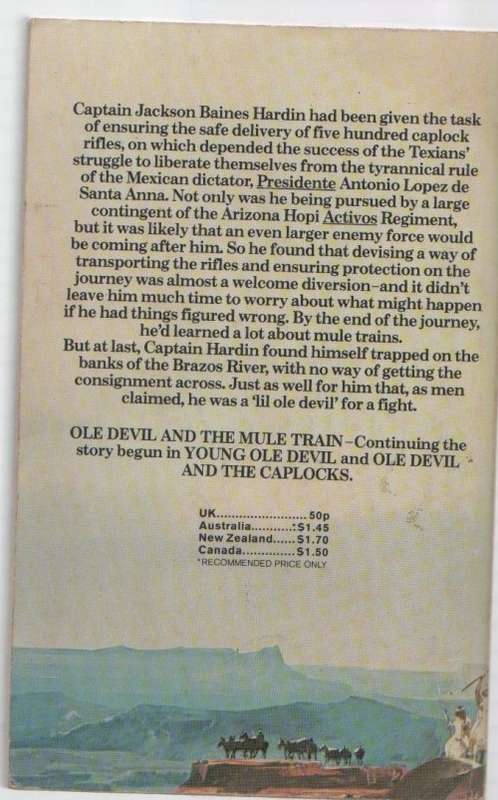 Captain Jackson Baines Hardin had been given the task
of ensuring the safe delivery of five hundred caplock
rifles, on which depended the success of the Texians'
struggle to liberate themselves from the tyrannical rule
of the Mexican dictator, Presidente Antonio Lopez de
Santa Anna. Not only was he being pursued by a large
contingent of the Arizona Hopi Activos Regiment,
but it was likely that an even larger enemy force would
be coming after him. So he found that devising a way of
transporting the rifles and ensuring protection on the
journey was almost a welcome diversion–and it didn't
leave him much time to worry about what might happen
if he had things figured wrong. By the end of the journey,
he'd learned a lot about mule trains.
But at last, Captain Hardin found himself trapped on the
banks of the Brazos River, with no way of getting the
consignment across. Just as well for him that, as men
claimed, he was a 'lil ole devil' for a fight.
OLE DEVIL AND THE MULE TRAIN–Continuing the
story begun in YOUNG OLE DEVIL and OLE DEVIL
AND THE CAPLOCKS.
UK........................ 50p
Australia...........:$1.45
New Zealand...... $1.70
Canada.............. $1.50
*RECOMMENDED PRICE ONLY